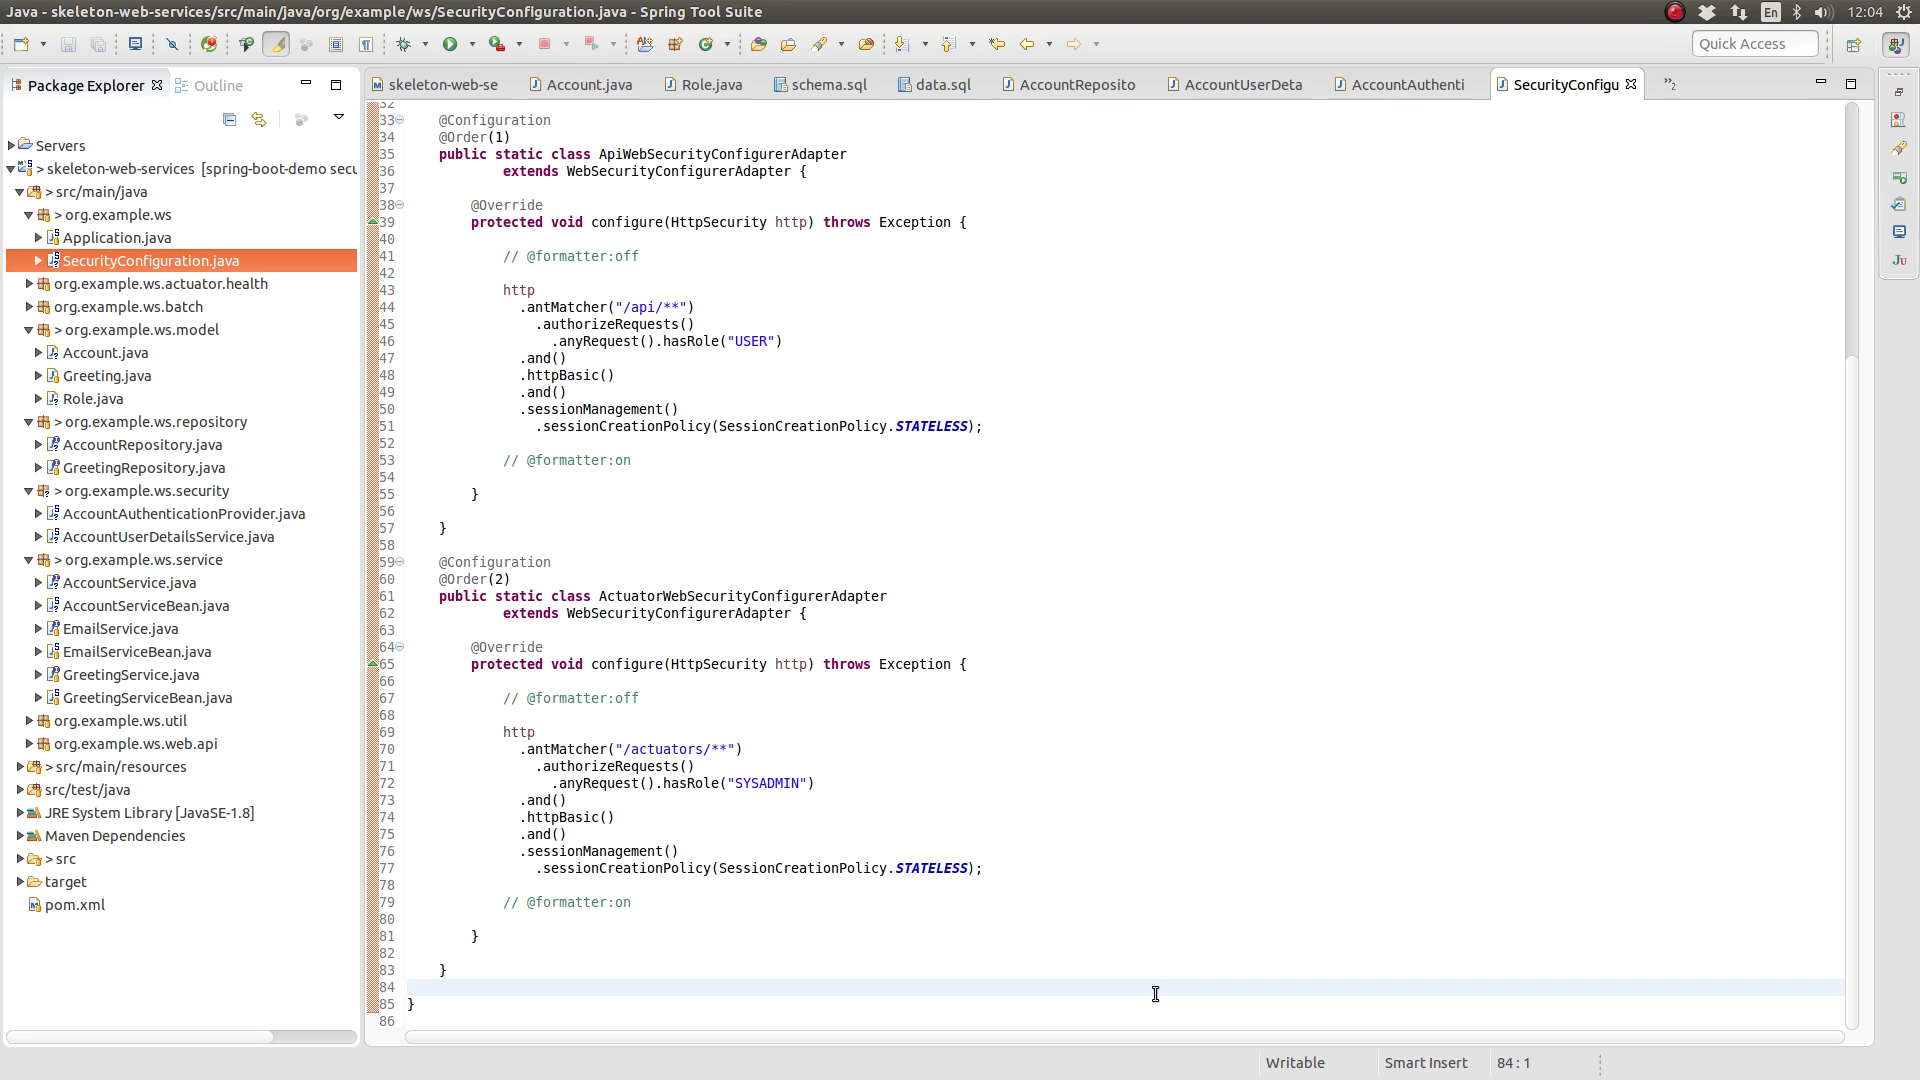 Java - skeleton-web-services/src/main/java/org/example/ws/SecurityConfiguration.java - Spring Tool Suite
En
12:04
Quick Access
Package Explorer
Outline
skeleton-web-se
Account.java
Role.java
schema.sql
data.sql
AccountReposito
AccountUserDeta
AccountAuthenti
SecurityConfigu
»2
Servers
> skeleton-web-services [spring-boot-demo secu
> src/main/java
> org.example.ws
Application.java
SecurityConfiguration.java
org.example.ws.actuator.health
org.example.ws.batch
> org.example.ws.model
Account.java
Greeting.java
Role.java
> org.example.ws.repository
AccountRepository.java
GreetingRepository.java
> org.example.ws.security
AccountAuthenticationProvider.java
AccountUserDetailsService.java
> org.example.ws.service
AccountService.java
AccountServiceBean.java
EmailService.java
EmailServiceBean.java
GreetingService.java
GreetingServiceBean.java
org.example.ws.util
org.example.ws.web.api
> src/main/resources
src/test/java
JRE System Library [JavaSE-1.8]
Maven Dependencies
> src
target
pom.xml
32
33 @Configuration
34 @Order(1)
35 public static class ApiWebSecurityConfigurerAdapter
36 extends WebSecurityConfigurerAdapter {
37
38 @Override
39 protected void configure(HttpSecurity http) throws Exception {
40
41 // @formatter:off
42
43 http
44 .antMatcher("/api/**")
45 .authorizeRequests()
46 .anyRequest().hasRole("USER")
47 .and()
48 .httpBasic()
49 .and()
50 .sessionManagement()
51 .sessionCreationPolicy(SessionCreationPolicy.STATELESS);
52
53 // @formatter:on
54
55 }
56
57 }
58
59 @Configuration
60 @Order(2)
61 public static class ActuatorWebSecurityConfigurerAdapter
62 extends WebSecurityConfigurerAdapter {
63
64 @Override
65 protected void configure(HttpSecurity http) throws Exception {
66
67 // @formatter:off
68
69 http
70 .antMatcher("/actuators/**")
71 .authorizeRequests()
72 .anyRequest().hasRole("SYSADMIN")
73 .and()
74 .httpBasic()
75 .and()
76 .sessionManagement()
77 .sessionCreationPolicy(SessionCreationPolicy.STATELESS);
78
79 // @formatter:on
80
81 }
82
83 }
84
85 }
86
Ju
Writable
Smart Insert
84 : 1